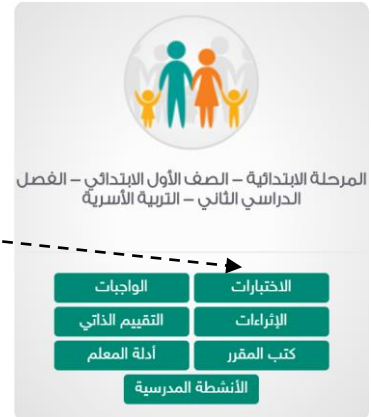 المرحلة الابتدائية – الصف الأول الابتدائي – الفصل
الدراسي الثاني – التربية الأسرية
الاختبارات
الواجبات
الإثراءات
التقييم الذاتي
كتب المقرر
أدلة المعلم
الأنشطة المدرسية